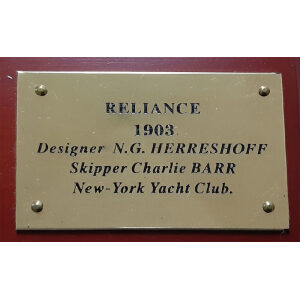 RELIANCE
1903
Designer N.G. HERRESHOFF
Skipper Charlie BARR
New-York Yacht Club.